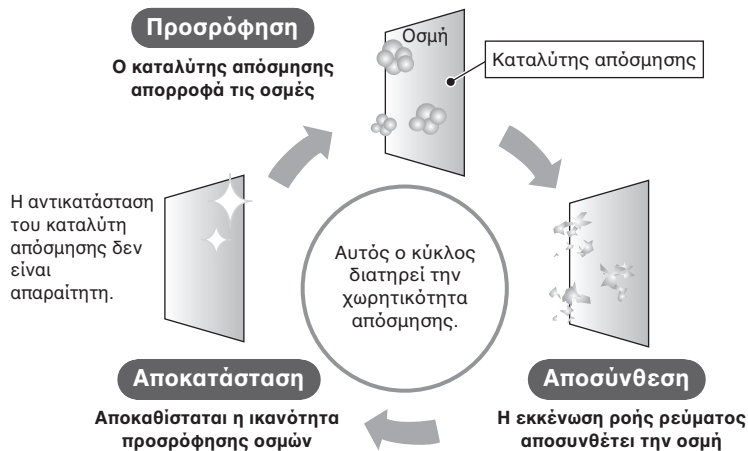 Προσρόφηση
Ο καταλύτης απόσμησης
απορροφά τις οσμές
Οσμή
Καταλύτης απόσμησης
Η αντικατάσταση
του καταλύτη
απόσμησης δεν
είναι
απαραίτητη.
Αυτός ο κύκλος
διατηρεί την
χωρητικότητα
απόσμησης.
Αποκατάσταση
Αποκαθίσταται η ικανότητα
προσρόφησης οσμών
Αποσύνθεση
Η εκκένωση ροής ρεύματος
αποσυνθέτει την οσμή